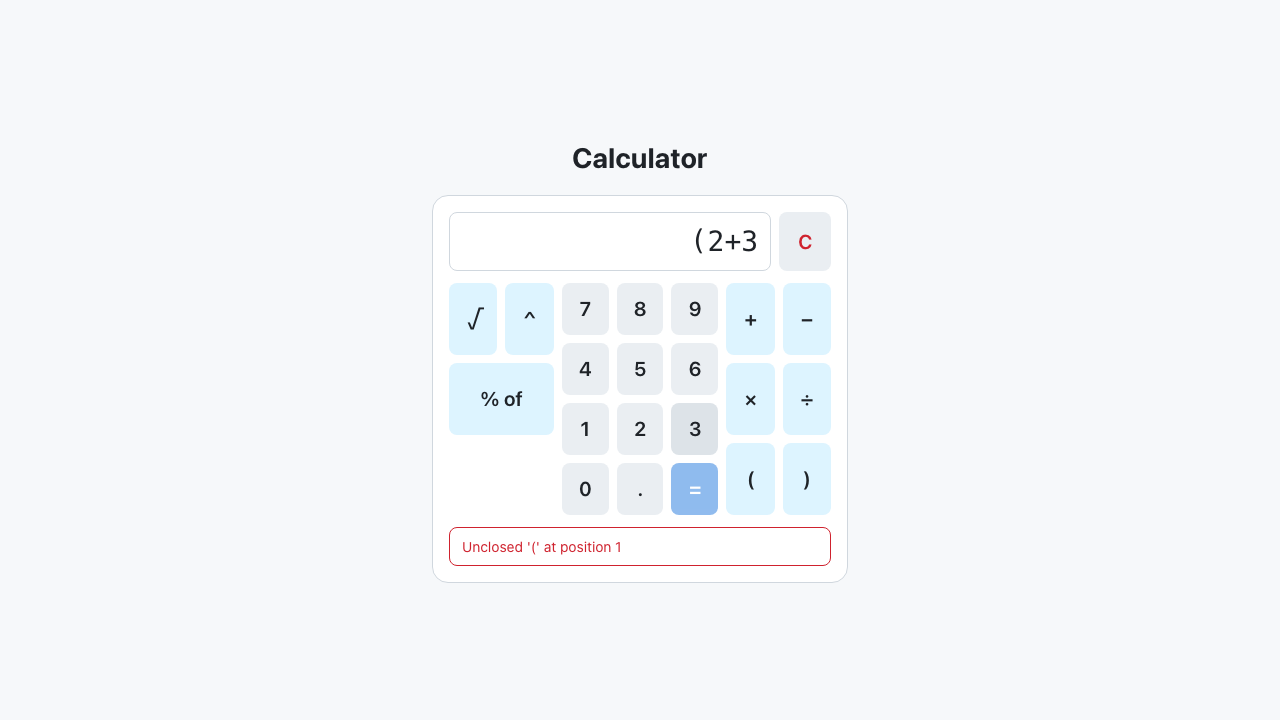 Calculator
(2+3
C
√ ^ 7 8 9 + −
4 5 6
% of × ÷
1 2 3
( )
0 . =
Unclosed '(' at position 1